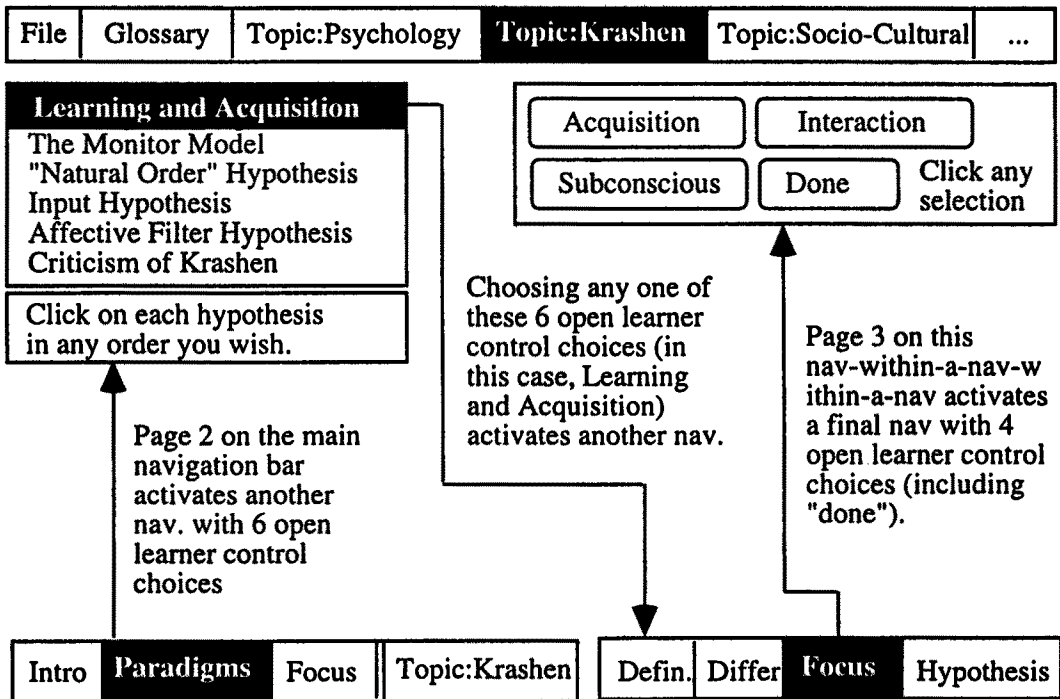 File Glossary Topic:Psychology Topic:Krashen Topic:Socio-Cultural ...
Learning and Acquisition
The Monitor Model
"Natural Order" Hypothesis
Input Hypothesis
Affective Filter Hypothesis
Criticism of Krashen
Click on each hypothesis
in any order you wish.
Acquisition Interaction
Subconscious Done
Click any
selection
Choosing any one of
these 6 open learner
control choices (in
this case, Learning
and Acquisition)
activates another nav.
Page 3 on this
nav-within-a-nav-w
ithin-a-nav activates
a final nav with 4
open learner control
choices (including
"done").
Page 2 on the main
navigation bar
activates another
nav. with 6 open
learner control
choices
Intro Paradigms Focus Topic:Krashen
Defin. Differ Focus Hypothesis